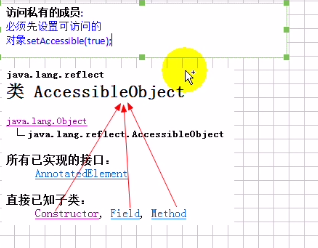 访问私有的成员:
必须先设置可访问的
对象setAccessible(true);
java.lang.reflect
类 AccessibleObject
java.lang.Object
java.lang.reflect.AccessibleObject
所有已实现的接口:
AnnotatedElement
直接已知子类:
Constructor, Field, Method